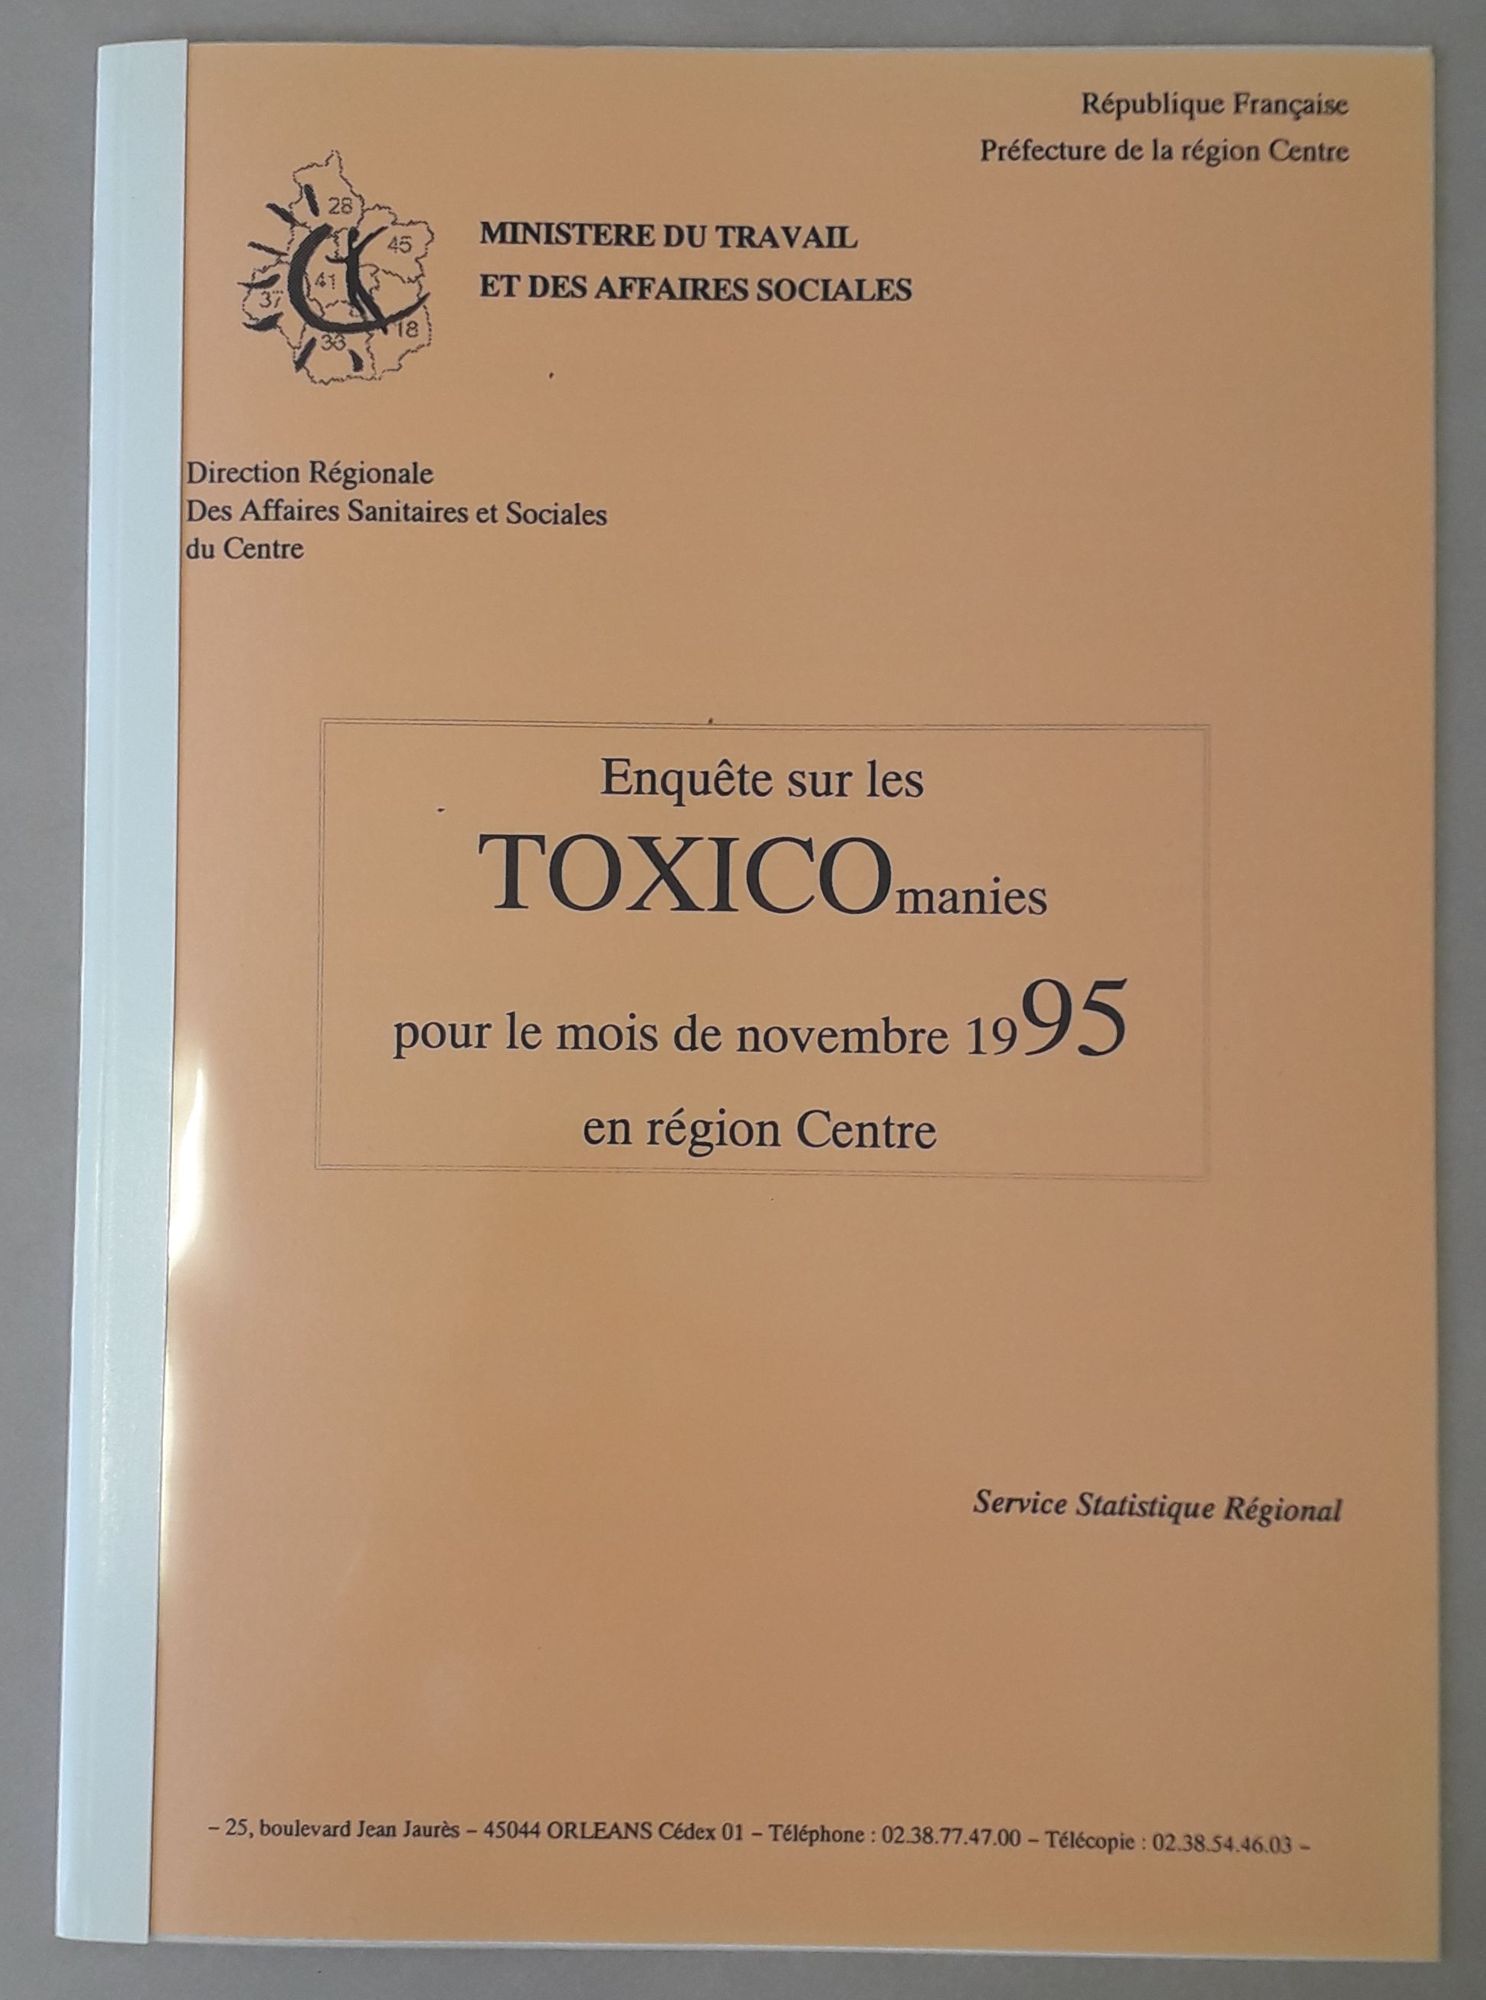 République Française
Préfecture de la région Centre
28
45
41
37
18
36
MINISTERE DU TRAVAIL
ET DES AFFAIRES SOCIALES
Direction Régionale
Des Affaires Sanitaires et Sociales
du Centre
Enquête sur les
TOXICOmanies
pour le mois de novembre 1995
en région Centre
Service Statistique Régional
– 25, boulevard Jean Jaurès – 45044 ORLEANS Cédex 01 – Téléphone : 02.38.77.47.00 – Télécopie : 02.38.54.46.03 –